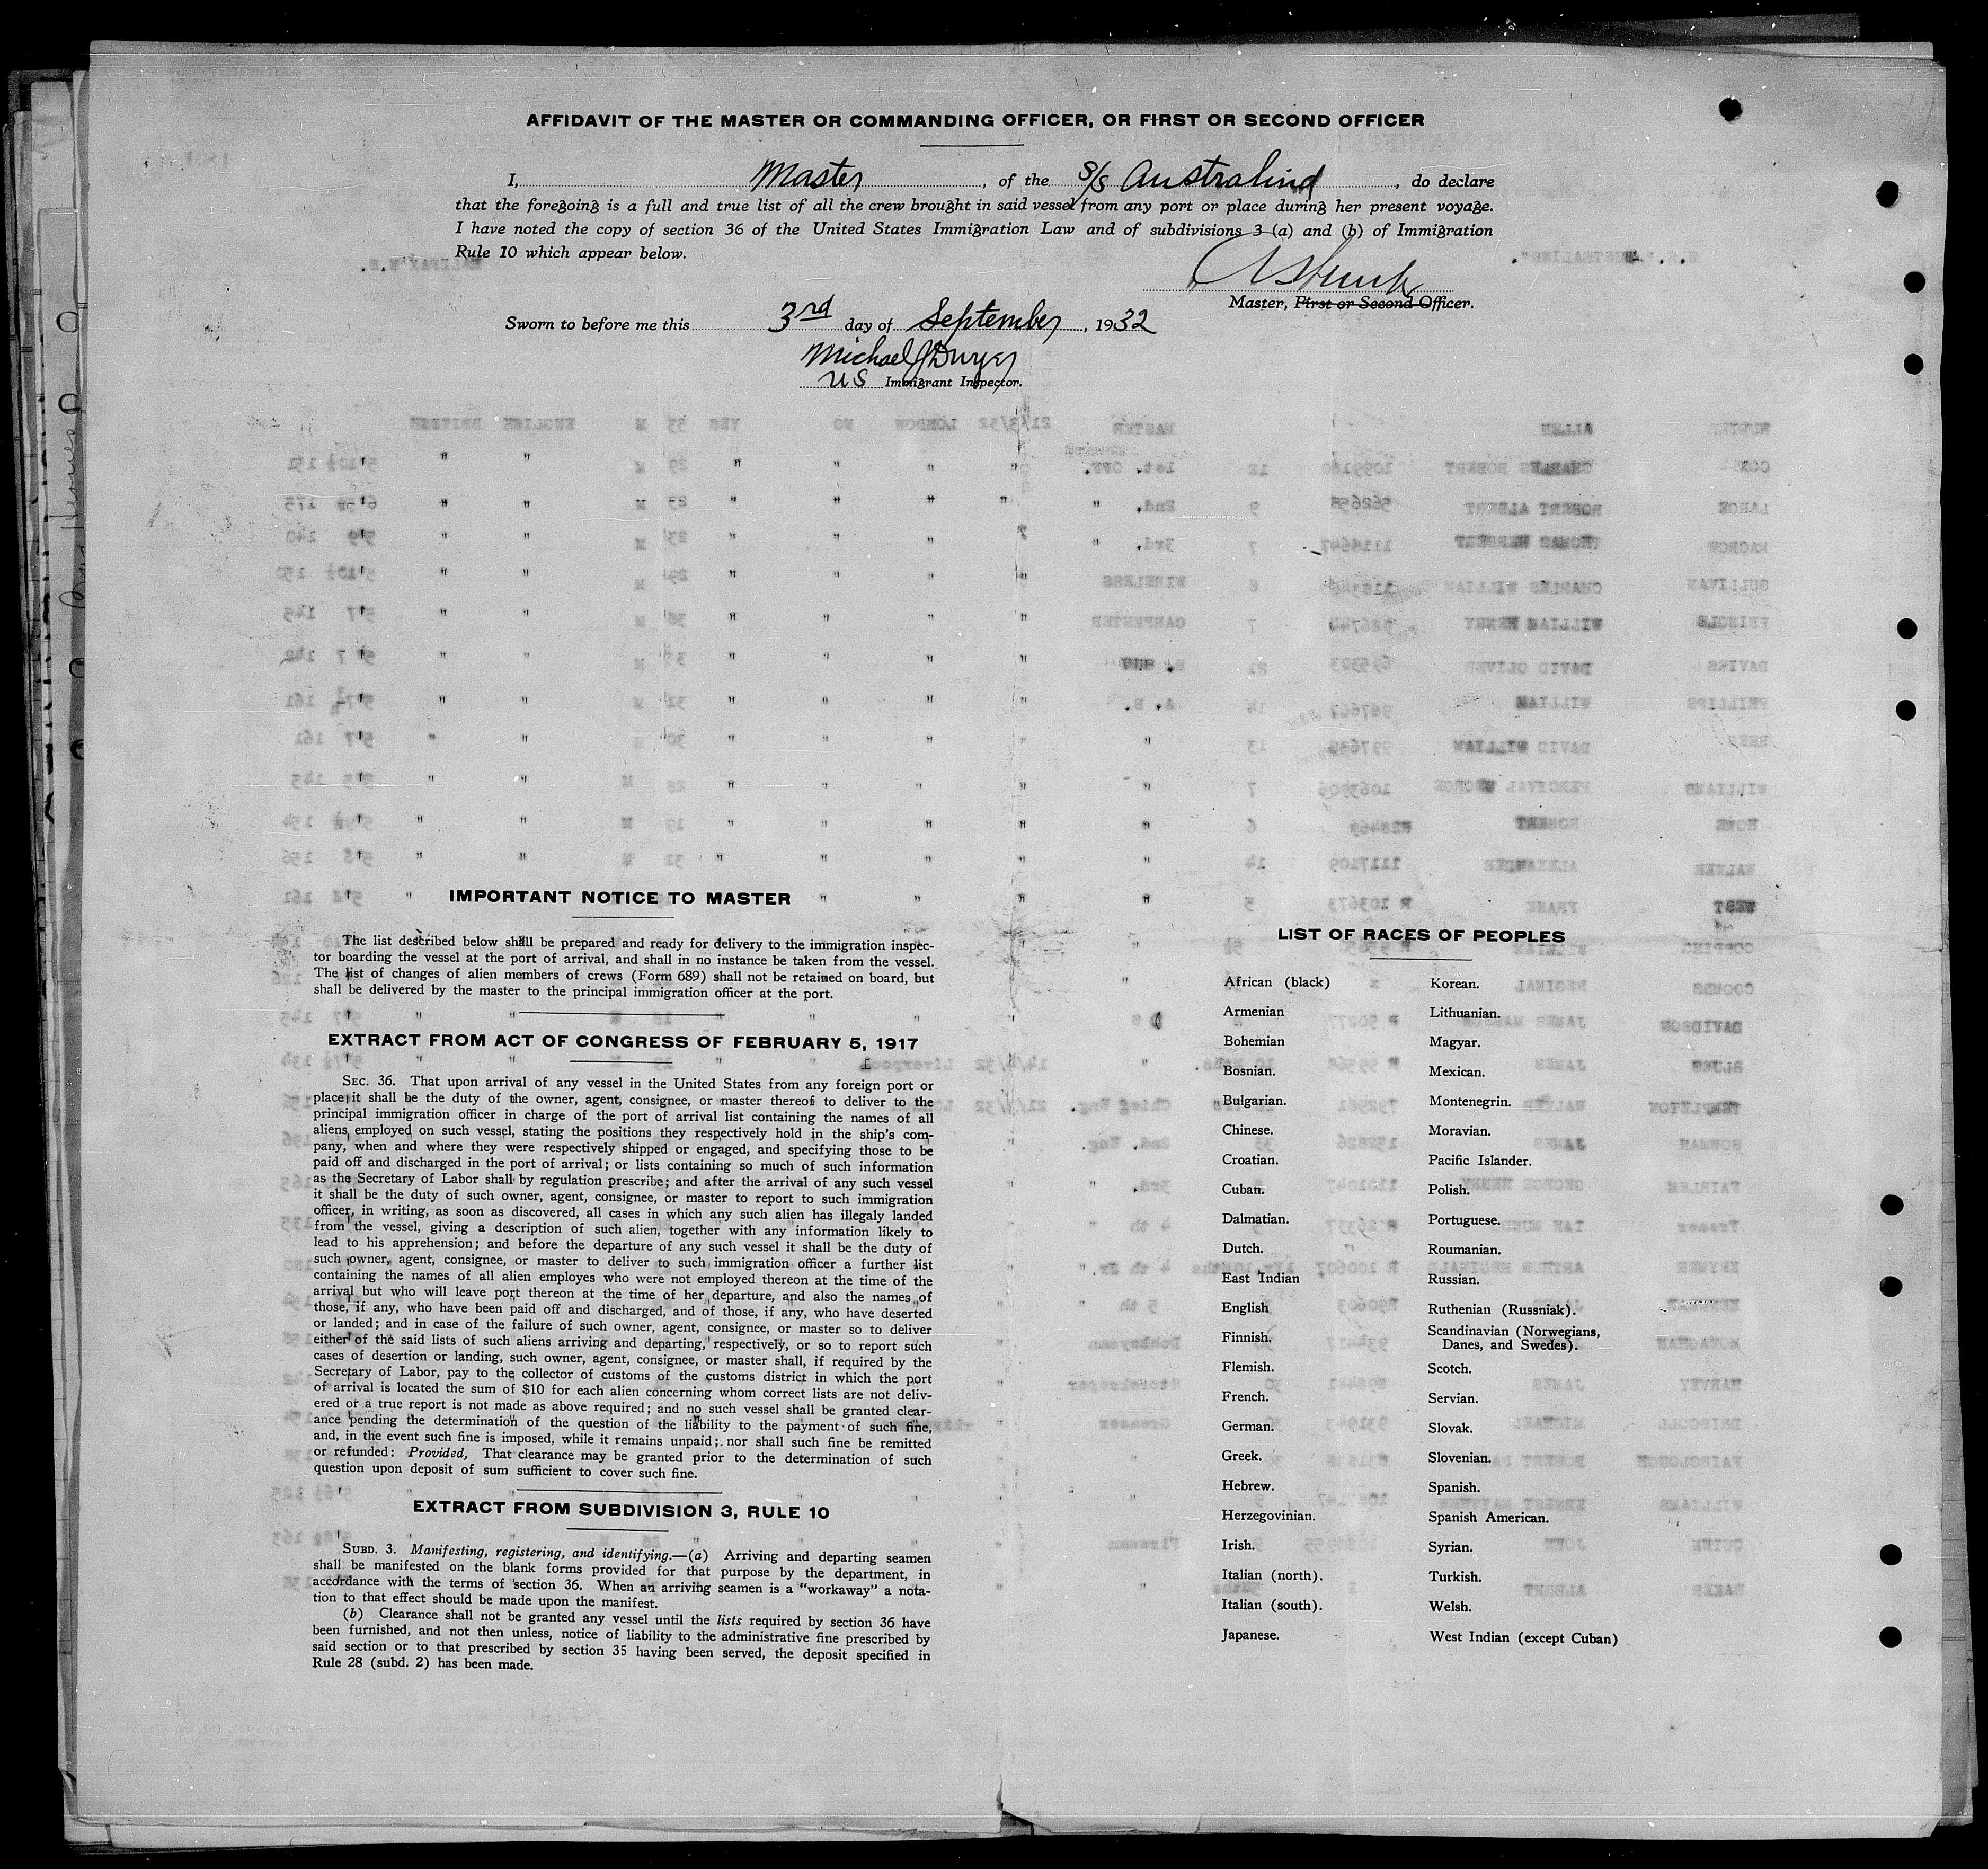 AFFIDAVIT OF THE MASTER OR COMMANDING OFFICER, OR FIRST OR SECOND OFFICER
I, Master, of the S/S Australind, do declare
that the foregoing is a full and true list of all the crew brought in said vessel from any port or place during her present voyage.
I have noted the copy of section 36 of the United States Immigration Law and of subdivisions 3 (a) and (b) of Immigration
Rule 10 which appear below.
Master, First or Second Officer.
Sworn to before me this 3rd day of September, 1932
Michael J Dwyer
US Immigrant Inspector.
IMPORTANT NOTICE TO MASTER
The list described below shall be prepared and ready for delivery to the immigration inspec-
tor boarding the vessel at the port of arrival, and shall in no instance be taken from the vessel.
The list of changes of alien members of crews (Form 689) shall not be retained on board, but
shall be delivered by the master to the principal immigration officer at the port.
EXTRACT FROM ACT OF CONGRESS OF FEBRUARY 5, 1917
SEC. 36. That upon arrival of any vessel in the United States from any foreign port or
place it shall be the duty of the owner, agent, consignee, or master thereof to deliver to the
principal immigration officer in charge of the port of arrival list containing the names of all
aliens employed on such vessel, stating the positions they respectively hold in the ship's com-
pany, when and where they were respectively shipped or engaged, and specifying those to be
paid off and discharged in the port of arrival; or lists containing so much of such information
as the Secretary of Labor shall by regulation prescribe; and after the arrival of any such vessel
it shall be the duty of such owner, agent, consignee, or master to report to such immigration
officer, in writing, as soon as discovered, all cases in which any such alien has illegaly landed
from the vessel, giving a description of such alien, together with any information likely to
lead to his apprehension; and before the departure of any such vessel it shall be the duty of
such owner, agent, consignee, or master to deliver to such immigration officer a further list
containing the names of all alien employes who were not employed thereon at the time of the
arrival but who will leave port thereon at the time of her departure, and also the names of
those, if any, who have been paid off and discharged, and of those, if any, who have deserted
or landed; and in case of the failure of such owner, agent, consignee, or master so to deliver
either of the said lists of such aliens arriving and departing, respectively, or so to report such
cases of desertion or landing, such owner, agent, consignee, or master shall, if required by the
Secretary of Labor, pay to the collector of customs of the customs district in which the port
of arrival is located the sum of $10 for each alien concerning whom correct lists are not deliv-
ered or a true report is not made as above required; and no such vessel shall be granted clear-
ance pending the determination of the question of the liability to the payment of such fine,
and, in the event such fine is imposed, while it remains unpaid; nor shall such fine be remitted
or refunded: Provided, That clearance may be granted prior to the determination of such
question upon deposit of sum sufficient to cover such fine.
EXTRACT FROM SUBDIVISION 3, RULE 10
SUBD. 3. Manifesting, registering, and identifying.—(a) Arriving and departing seamen
shall be manifested on the blank forms provided for that purpose by the department, in
accordance with the terms of section 36. When an arriving seamen is a "workaway" a nota-
tion to that effect should be made upon the manifest.
(b) Clearance shall not be granted any vessel until the lists required by section 36 have
been furnished, and not then unless, notice of liability to the administrative fine prescribed by
said section or to that prescribed by section 35 having been served, the deposit specified in
Rule 28 (subd. 2) has been made.
LIST OF RACES OF PEOPLES
African (black)
Armenian
Bohemian
Bosnian.
Bulgarian.
Chinese.
Croatian.
Cuban.
Dalmatian.
Dutch.
East Indian
English
Finnish.
Flemish.
French.
German.
Greek.
Hebrew.
Herzegovinian.
Irish.
Italian (north).
Italian (south).
Japanese.
Korean.
Lithuanian.
Magyar.
Mexican.
Montenegrin.
Moravian.
Pacific Islander.
Polish.
Portuguese.
Roumanian.
Russian.
Ruthenian (Russniak).
Scandinavian (Norwegians,
Danes, and Swedes).
Scotch.
Servian.
Slovak.
Slovenian.
Spanish.
Spanish American.
Syrian.
Turkish.
Welsh.
West Indian (except Cuban)